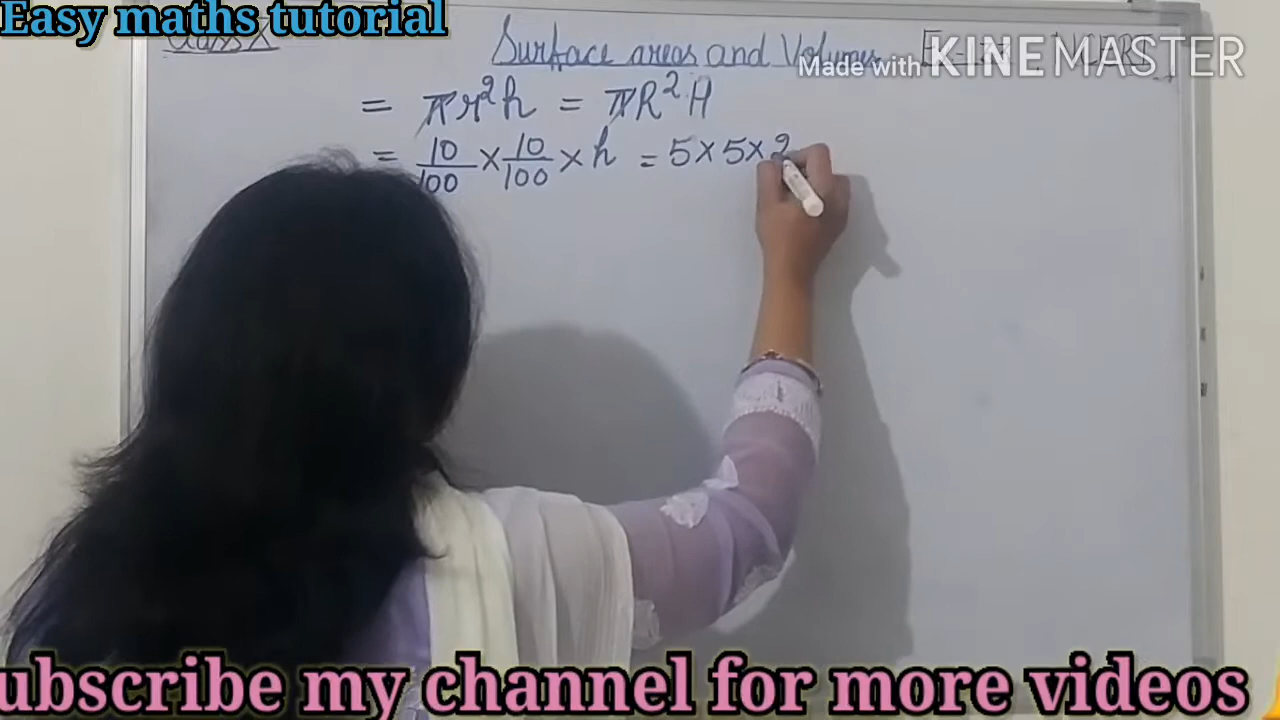 Easy maths tutorial
Class X
Surface areas and Volumes
Made with KINEMASTER
= πr²h = πR²H
= 10/100 × 10/100 × h = 5×5×2
ubscribe my channel for more videos